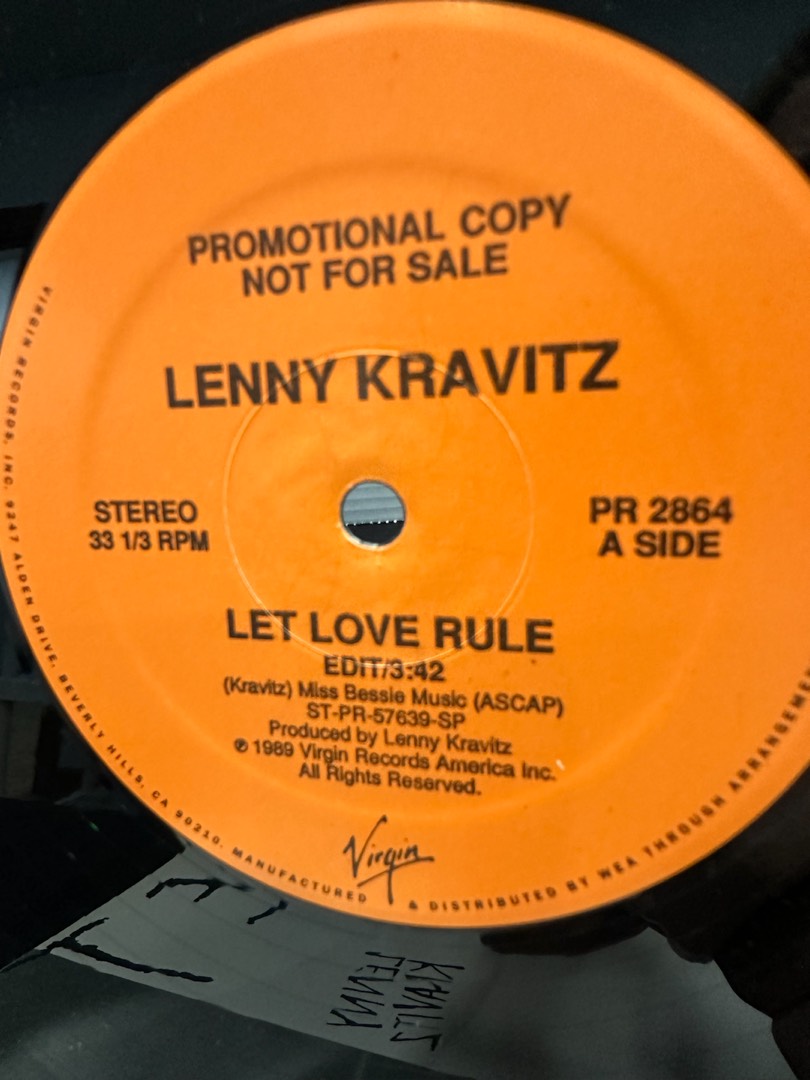 PROMOTIONAL COPY
NOT FOR SALE
LENNY KRAVITZ
STEREO
33 1/3 RPM
PR 2864
A SIDE
LET LOVE RULE
EDIT/3:42
(Kravitz) Miss Bessie Music (ASCAP)
ST-PR-57639-SP
Produced by Lenny Kravitz
℗ 1989 Virgin Records America Inc.
All Rights Reserved.
Virgin
VIRGIN RECORDS, INC. 9247 ALDEN DRIVE, BEVERLY HILLS, CA 90210. MANUFACTURED & DISTRIBUTED BY WEA THROUGH ARRANGEMEN
LENNY
KRAVITZ